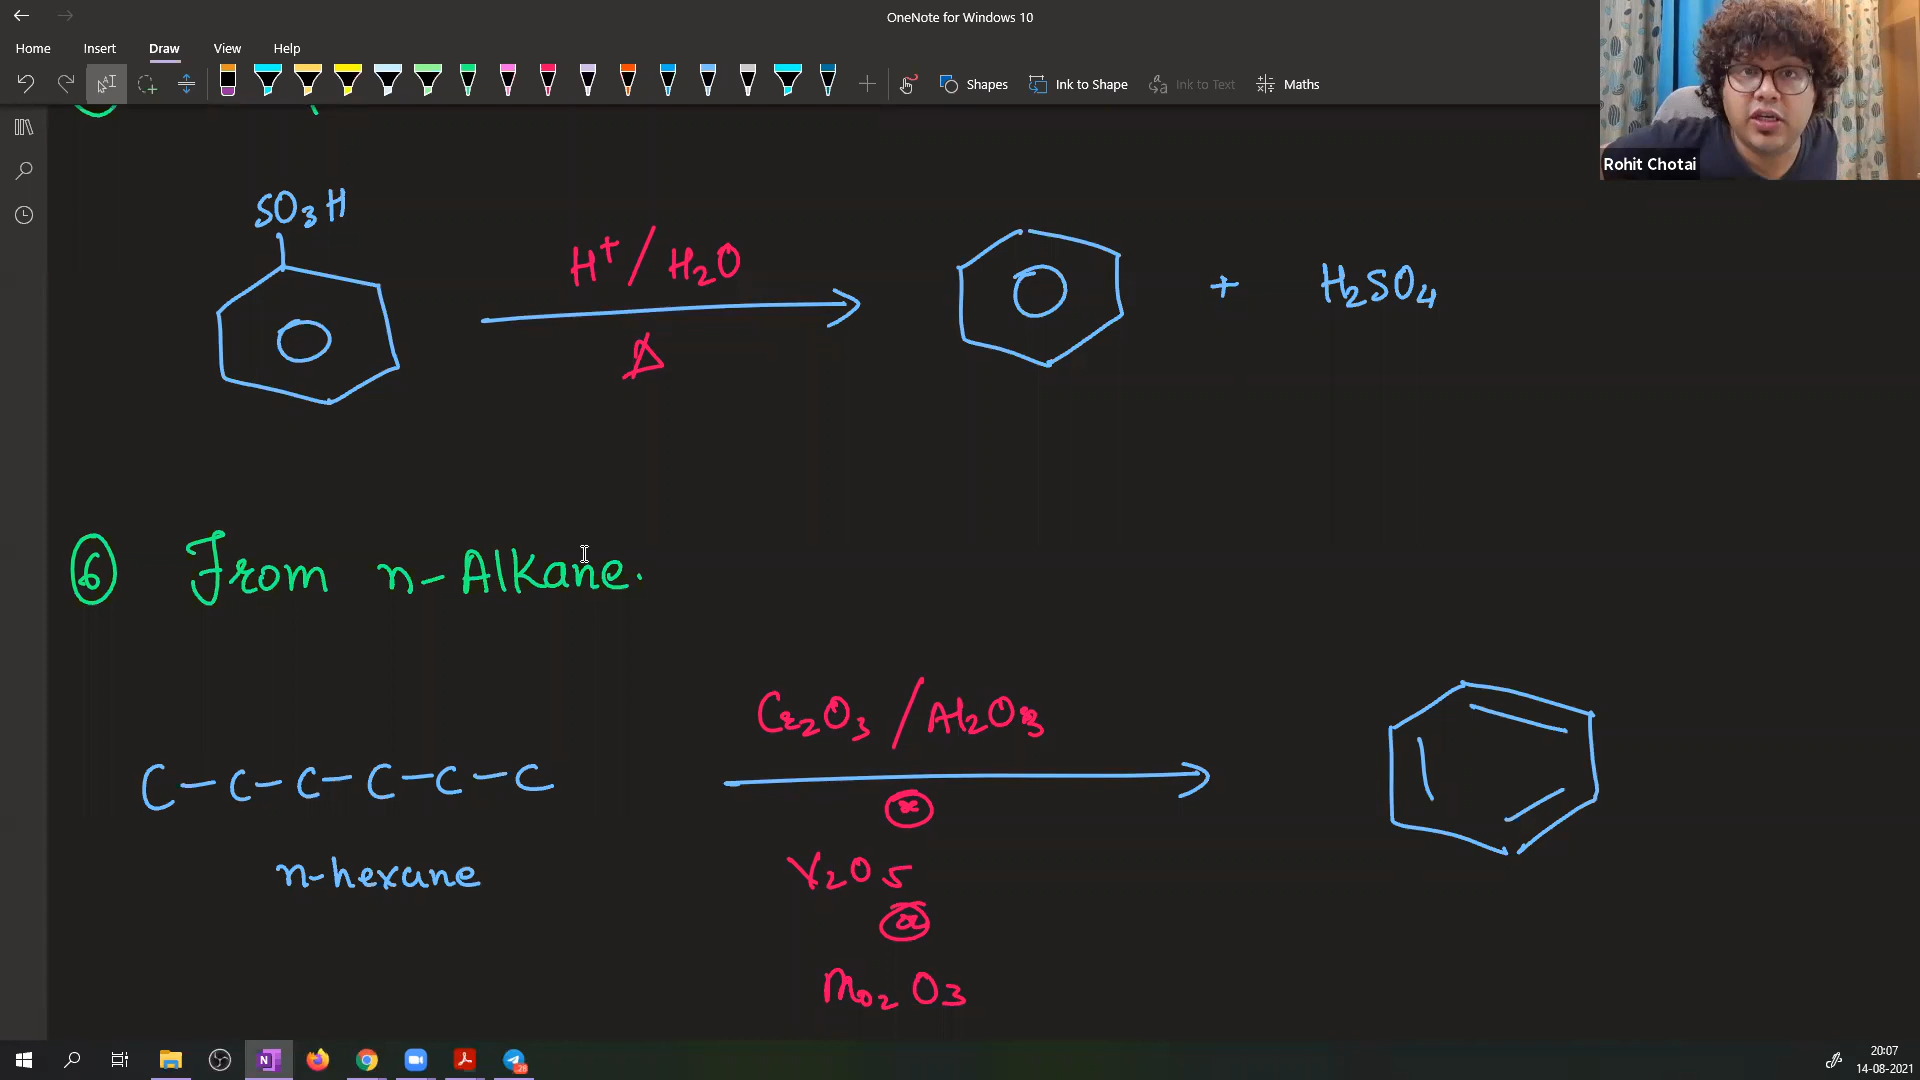 OneNote for Windows 10
Home Insert Draw View Help
Shapes Ink to Shape Ink to Text Maths
Rohit Chotai
SO3H
H+/H2O
Δ
+ H2SO4
⑥ From n-Alkane.
Cr2O3/Al2O3
C-C-C-C-C-C
n-hexane
V2O5
Mo2O3
20:07
14-08-2021